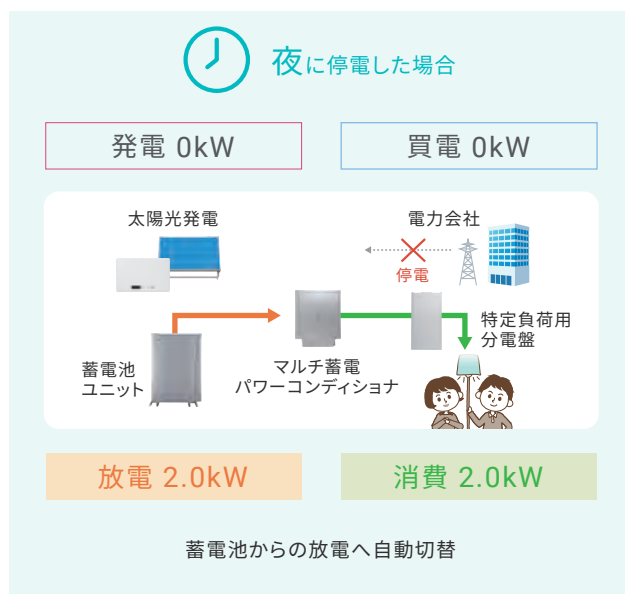 夜に停電した場合
発電 0kW
買電 0kW
太陽光発電
電力会社
停電
特定負荷用
分電盤
蓄電池
ユニット
マルチ蓄電
パワーコンディショナ
放電 2.0kW
消費 2.0kW
蓄電池からの放電へ自動切替